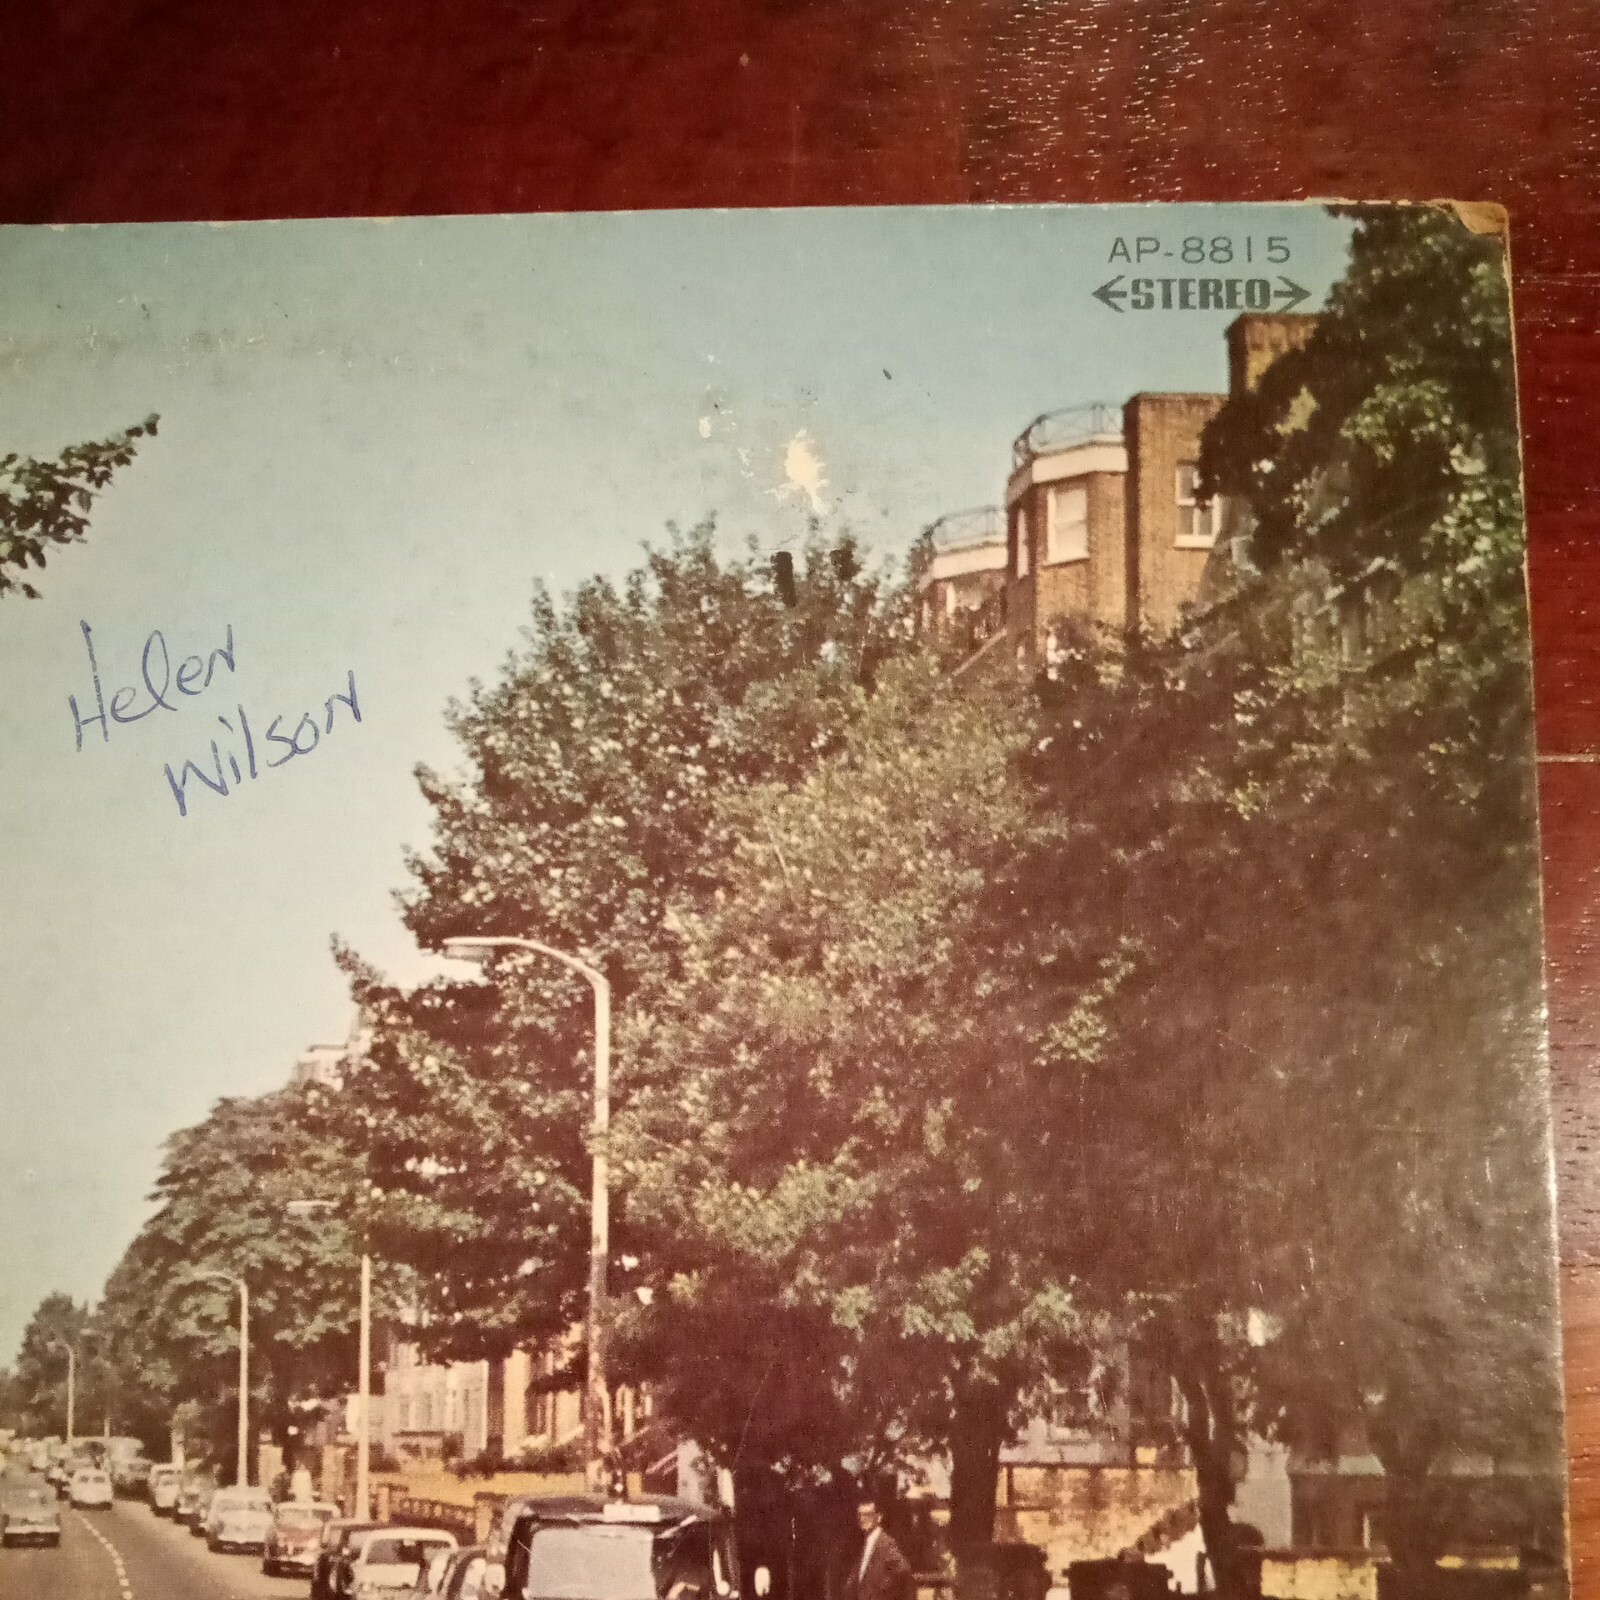 AP-8815
STEREO
Helen
Wilson